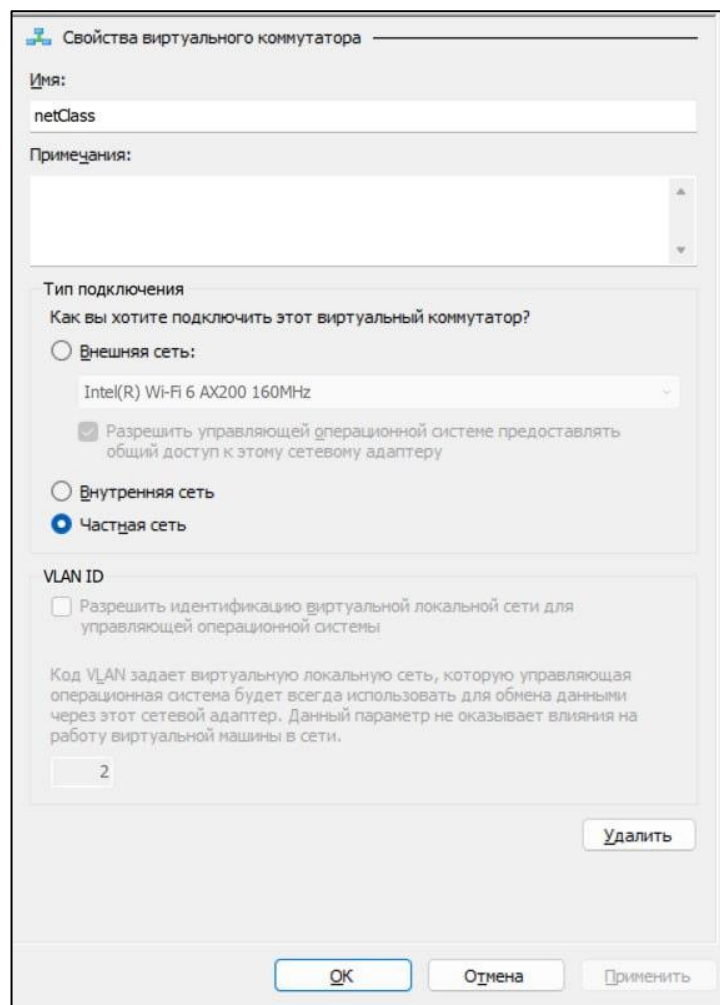 Свойства виртуального коммутатора
Имя:
netClass
Примечания:
Тип подключения
Как вы хотите подключить этот виртуальный коммутатор?
Внешняя сеть:
Intel(R) Wi-Fi 6 AX200 160MHz
Разрешить управляющей операционной системе предоставлять
общий доступ к этому сетевому адаптеру
Внутренняя сеть
Частная сеть
VLAN ID
Разрешить идентификацию виртуальной локальной сети для
управляющей операционной системы
Код VLAN задает виртуальную локальную сеть, которую управляющая
операционная система будет всегда использовать для обмена данными
через этот сетевой адаптер. Данный параметр не оказывает влияния на
работу виртуальной машины в сети.
2
Удалить
ОК
Отмена
Применить